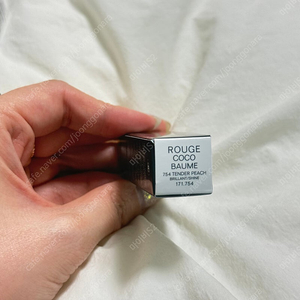 ROUGE
COCO
BAUME
754 TENDER PEACH
BRILLANT-SHINE
171.754